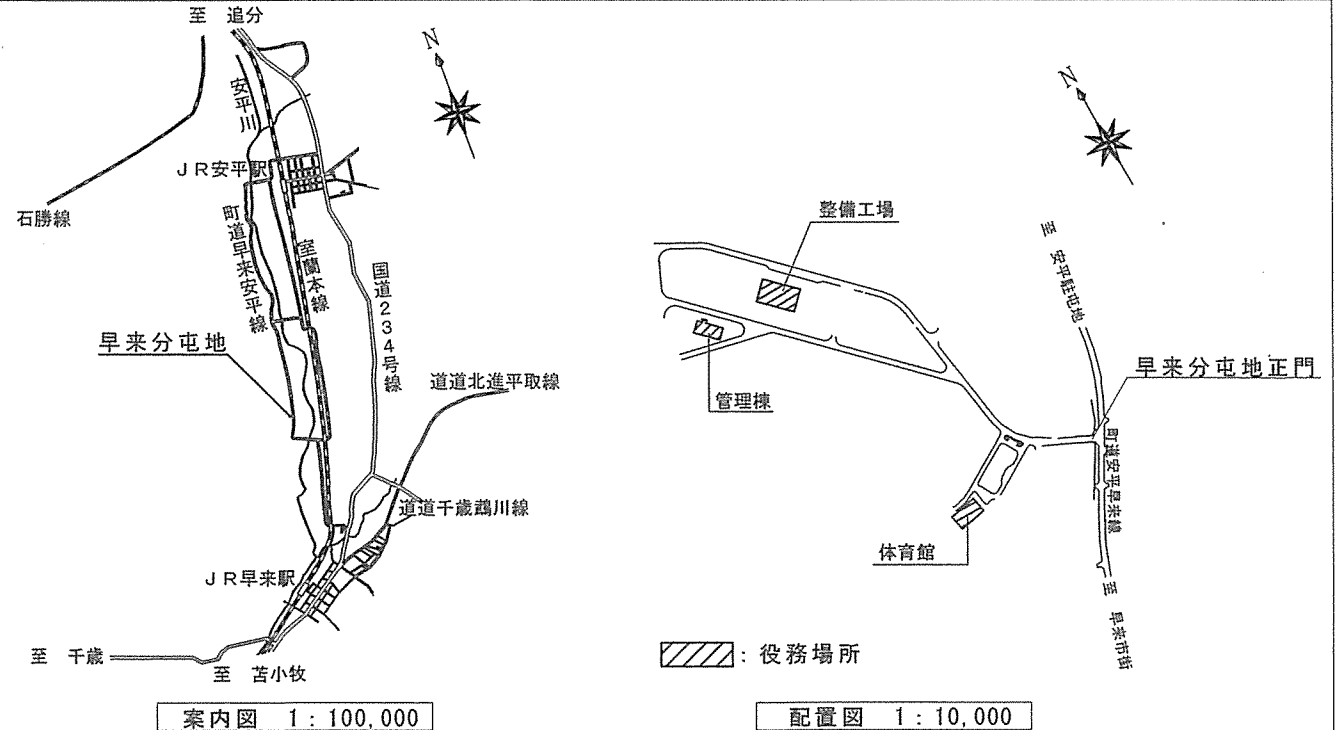 至 追分
N
安平川
JR安平駅
石勝線
町道早来安平線
室蘭本線
国道234号線
早来分屯地
道道北進平取線
道道千歳鵡川線
JR早来駅
至 千歳
至 苫小牧
案内図 1:100,000
N
整備工場
管理棟
至 安平駐屯地
早来分屯地正門
町道安平早来線
体育館
至 早来市街
:役務場所
配置図 1:10,000